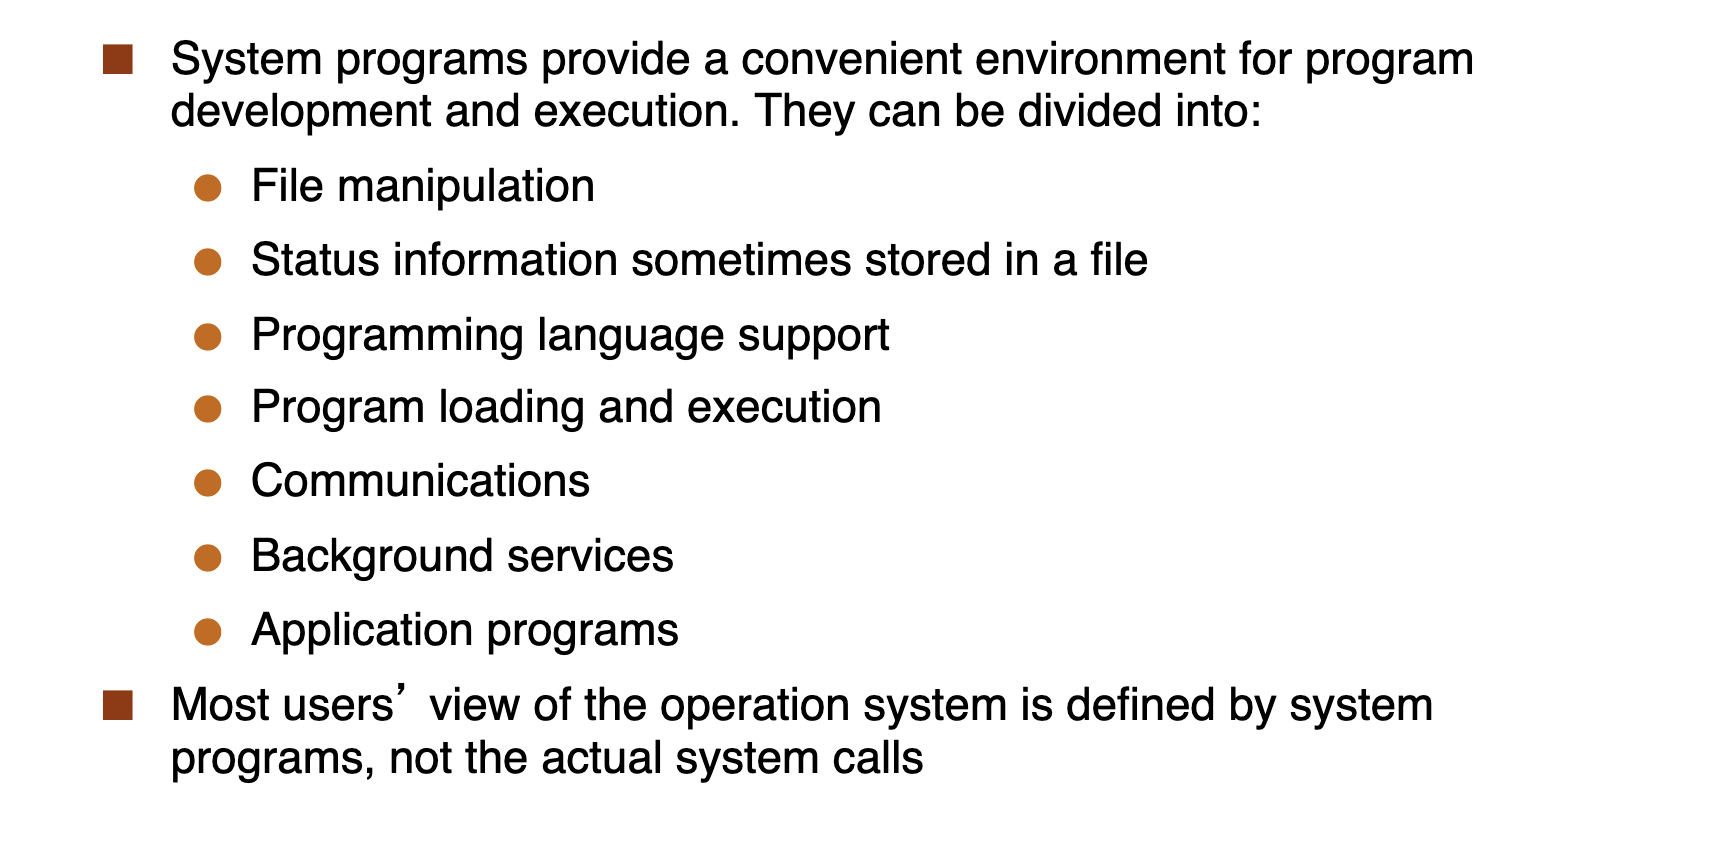 System programs provide a convenient environment for program
development and execution. They can be divided into:
File manipulation
Status information sometimes stored in a file
Programming language support
Program loading and execution
Communications
Background services
Application programs
Most users’ view of the operation system is defined by system
programs, not the actual system calls